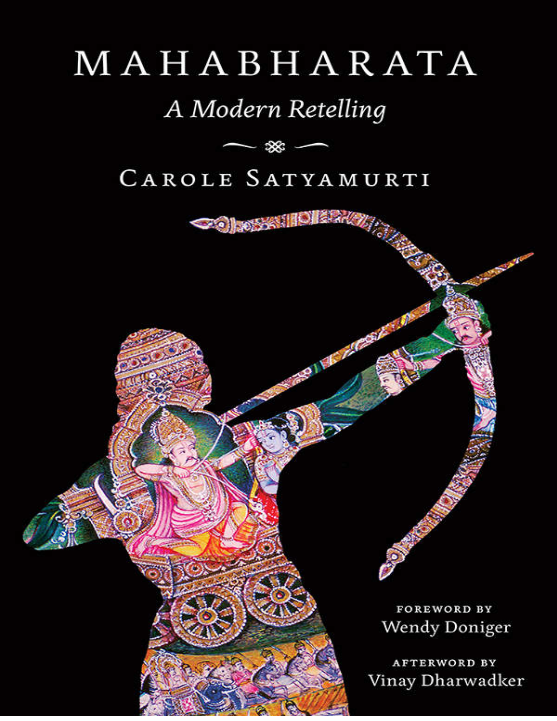 MAHABHARATA
A Modern Retelling
CAROLE SATYAMURTI
FOREWORD BY
Wendy Doniger
AFTERWORD BY
Vinay Dharwadker